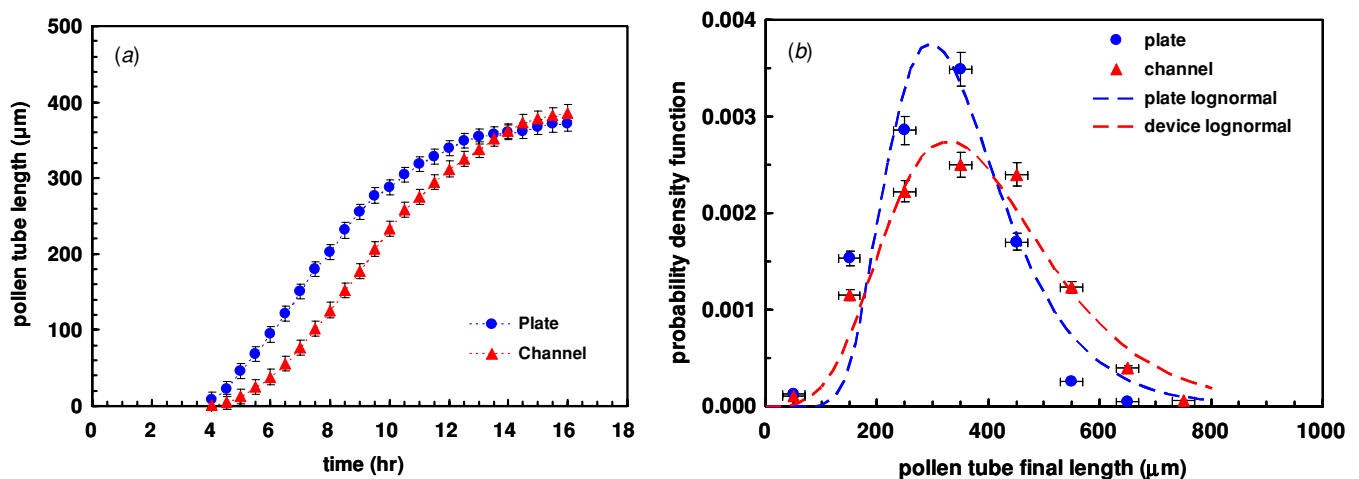 (a)
pollen tube length (μm)
500
400
300
200
100
0
Plate
Channel
0 2 4 6 8 10 12 14 16 18
time (hr)
(b)
probability density function
0.004
0.003
0.002
0.001
0.000
plate
channel
plate lognormal
device lognormal
0 200 400 600 800 1000
pollen tube final length (μm)